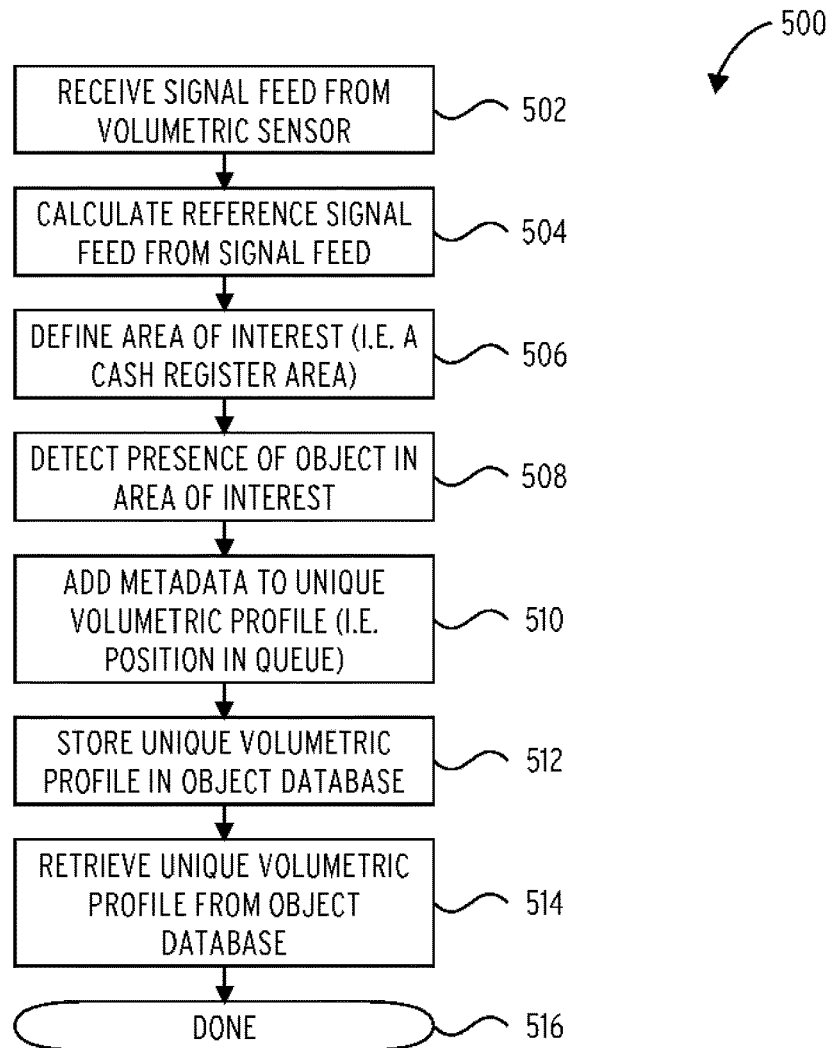 500
RECEIVE SIGNAL FEED FROM
VOLUMETRIC SENSOR
502
CALCULATE REFERENCE SIGNAL
FEED FROM SIGNAL FEED
504
DEFINE AREA OF INTEREST (I.E. A
CASH REGISTER AREA)
506
DETECT PRESENCE OF OBJECT IN
AREA OF INTEREST
508
ADD METADATA TO UNIQUE
VOLUMETRIC PROFILE (I.E.
POSITION IN QUEUE)
510
STORE UNIQUE VOLUMETRIC
PROFILE IN OBJECT DATABASE
512
RETRIEVE UNIQUE VOLUMETRIC
PROFILE FROM OBJECT
DATABASE
514
DONE
516